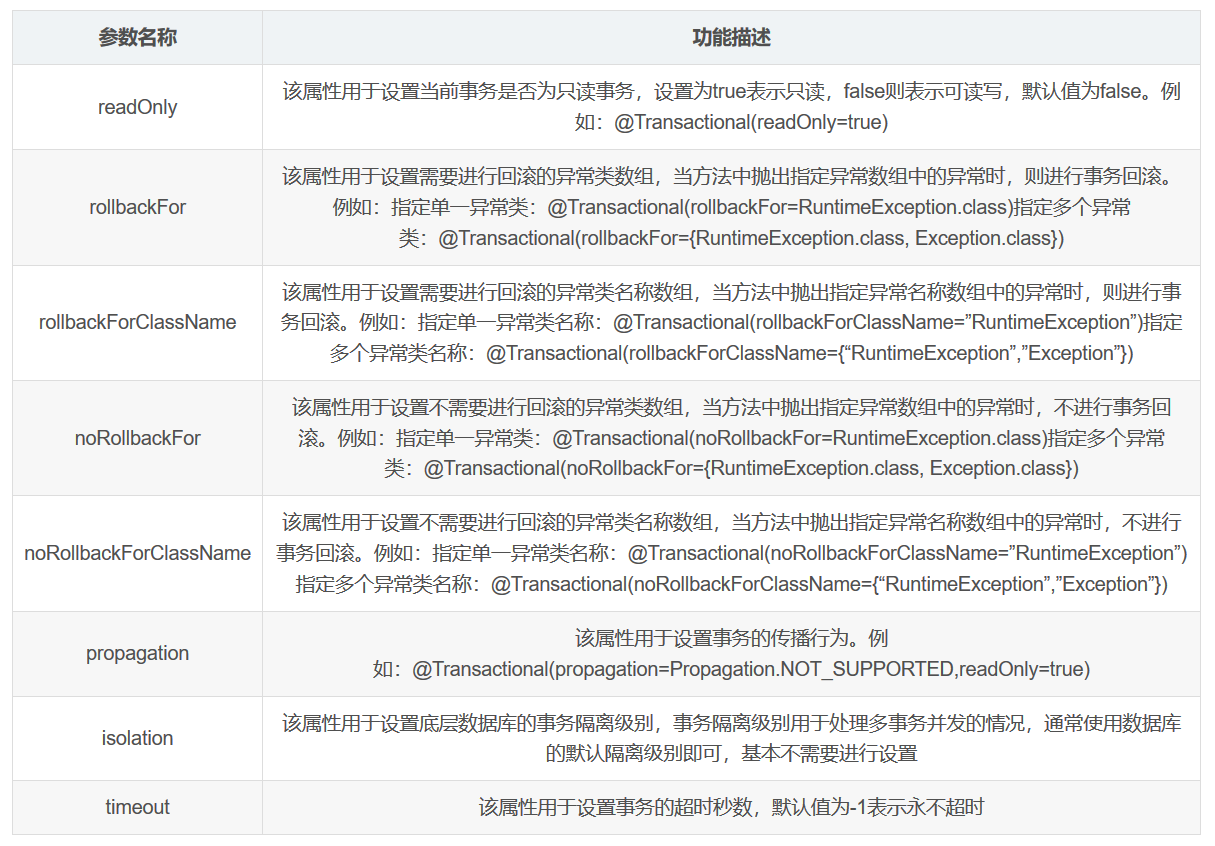 参数名称
功能描述
readOnly
该属性用于设置当前事务是否为只读事务，设置为true表示只读，false则表示可读写，默认值为false。例
如：@Transactional(readOnly=true)
rollbackFor
该属性用于设置需要进行回滚的异常类数组，当方法中抛出指定异常数组中的异常时，则进行事务回滚。
例如：指定单一异常类：@Transactional(rollbackFor=RuntimeException.class)指定多个异常
类：@Transactional(rollbackFor={RuntimeException.class, Exception.class})
rollbackForClassName
该属性用于设置需要进行回滚的异常类名称数组，当方法中抛出指定异常名称数组中的异常时，则进行事
务回滚。例如：指定单一异常类名称：@Transactional(rollbackForClassName=”RuntimeException”)指定
多个异常类名称：@Transactional(rollbackForClassName={“RuntimeException”,”Exception”})
noRollbackFor
该属性用于设置不需要进行回滚的异常类数组，当方法中抛出指定异常数组中的异常时，不进行事务回
滚。例如：指定单一异常类：@Transactional(noRollbackFor=RuntimeException.class)指定多个异常
类：@Transactional(noRollbackFor={RuntimeException.class, Exception.class})
noRollbackForClassName
该属性用于设置不需要进行回滚的异常类名称数组，当方法中抛出指定异常名称数组中的异常时，不进行
事务回滚。例如：指定单一异常类名称：@Transactional(noRollbackForClassName=”RuntimeException”)
指定多个异常类名称：@Transactional(noRollbackForClassName={“RuntimeException”,”Exception”})
propagation
该属性用于设置事务的传播行为。例
如：@Transactional(propagation=Propagation.NOT_SUPPORTED,readOnly=true)
isolation
该属性用于设置底层数据库的事务隔离级别，事务隔离级别用于处理多事务并发的情况，通常使用数据库
的默认隔离级别即可，基本不需要进行设置
timeout
该属性用于设置事务的超时秒数，默认值为-1表示永不超时